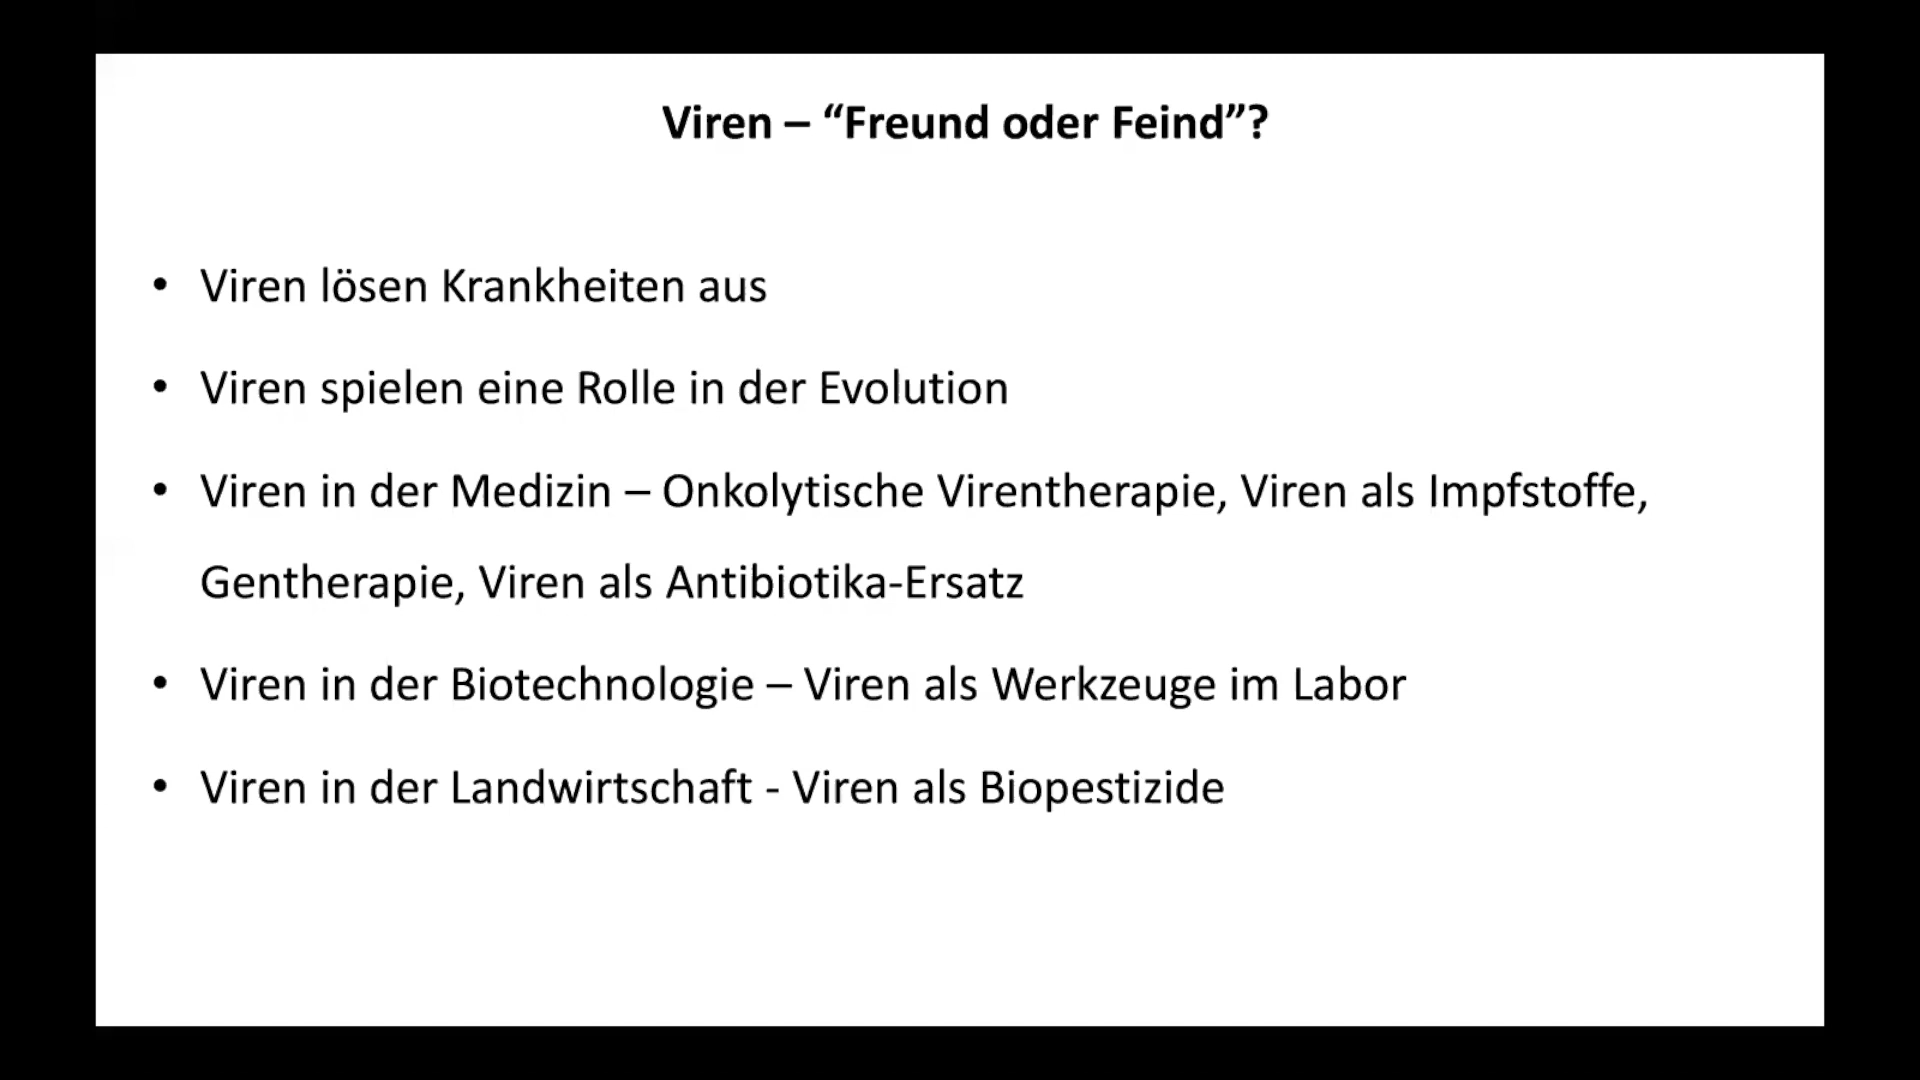 Viren – “Freund oder Feind”?
• Viren lösen Krankheiten aus
• Viren spielen eine Rolle in der Evolution
• Viren in der Medizin – Onkolytische Virentherapie, Viren als Impfstoffe,
Gentherapie, Viren als Antibiotika-Ersatz
• Viren in der Biotechnologie – Viren als Werkzeuge im Labor
• Viren in der Landwirtschaft - Viren als Biopestizide